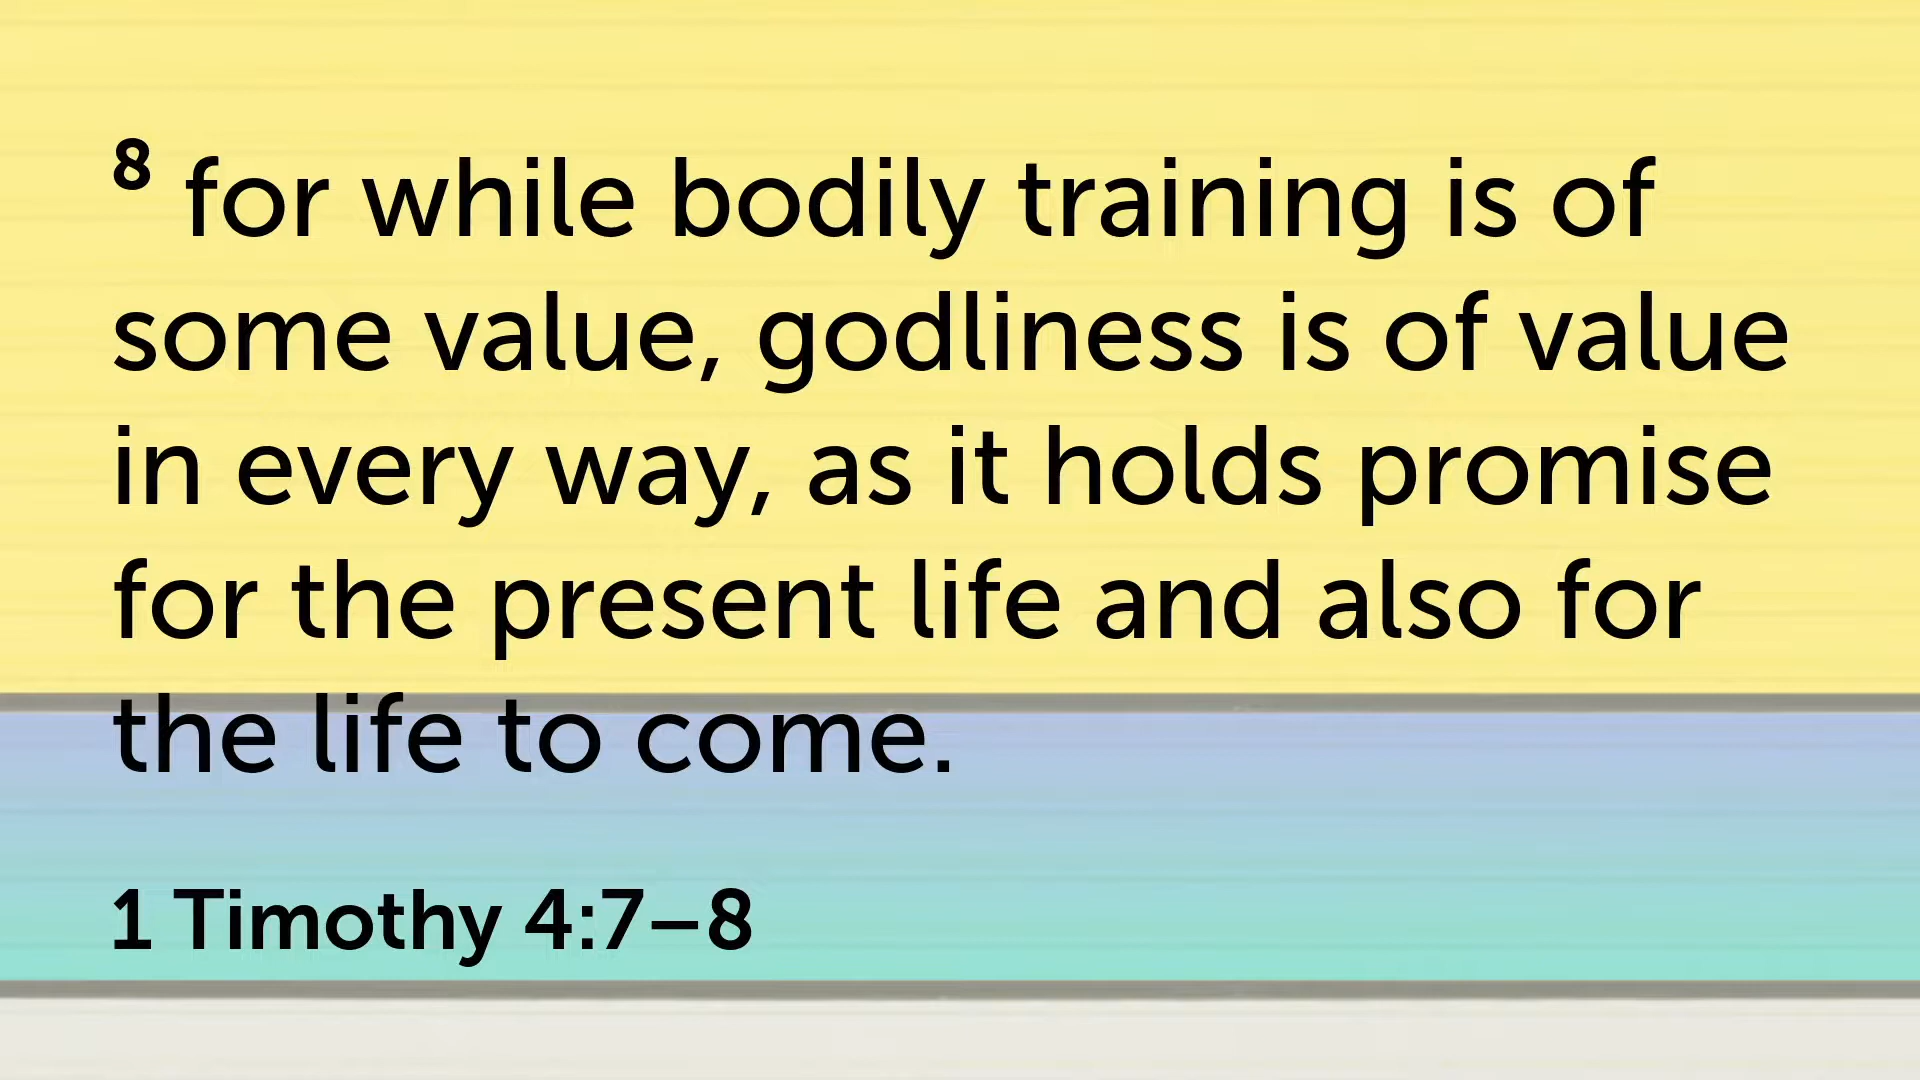 8 for while bodily training is of
some value, godliness is of value
in every way, as it holds promise
for the present life and also for
the life to come.
1 Timothy 4:7–8